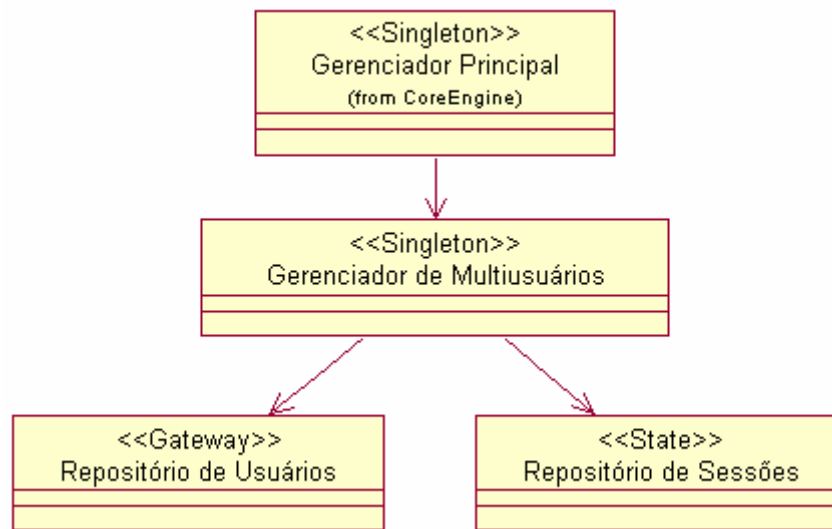 <<Singleton>>
Gerenciador Principal
(from CoreEngine)
<<Singleton>>
Gerenciador de Multiusuários
<<Gateway>>
Repositório de Usuários
<<State>>
Repositório de Sessões